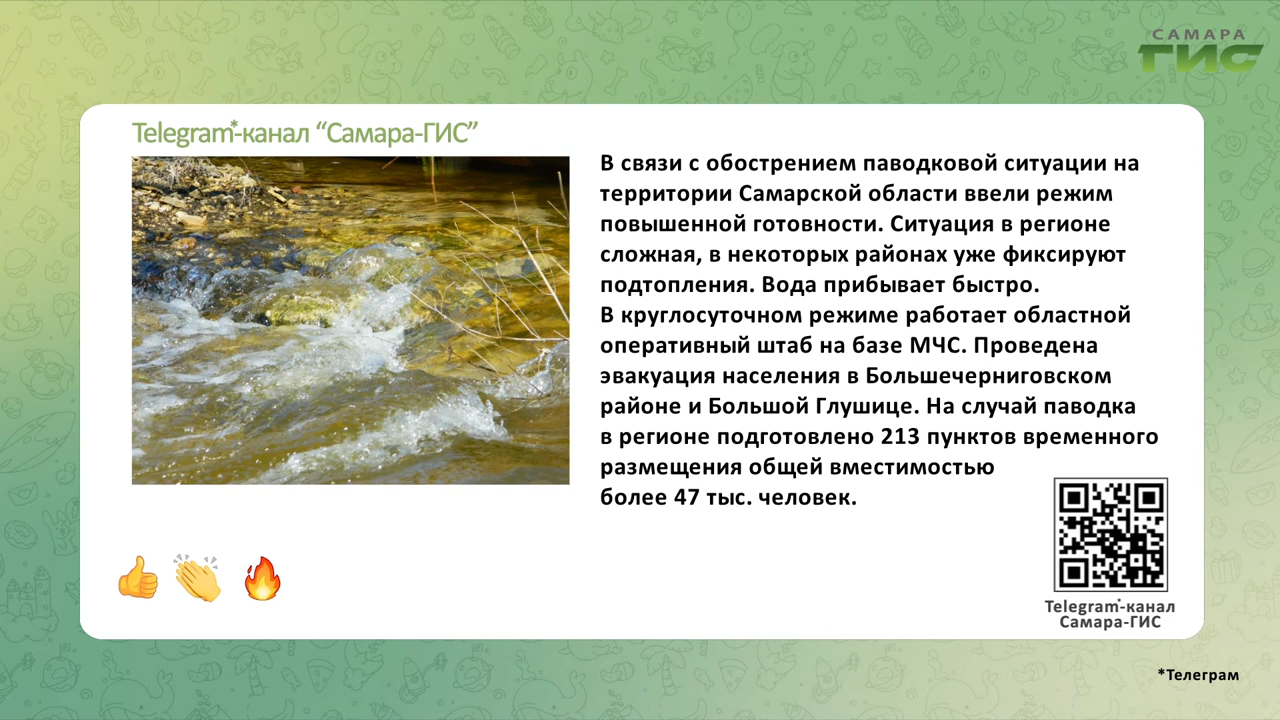 САМАРА
ГИС
Telegram*-канал “Самара-ГИС”
В связи с обострением паводковой ситуации на
территории Самарской области ввели режим
повышенной готовности. Ситуация в регионе
сложная, в некоторых районах уже фиксируют
подтопления. Вода прибывает быстро.
В круглосуточном режиме работает областной
оперативный штаб на базе МЧС. Проведена
эвакуация населения в Большечерниговском
районе и Большой Глушице. На случай паводка
в регионе подготовлено 213 пунктов временного
размещения общей вместимостью
более 47 тыс. человек.
Telegram*-канал
Самара-ГИС
*Телеграм